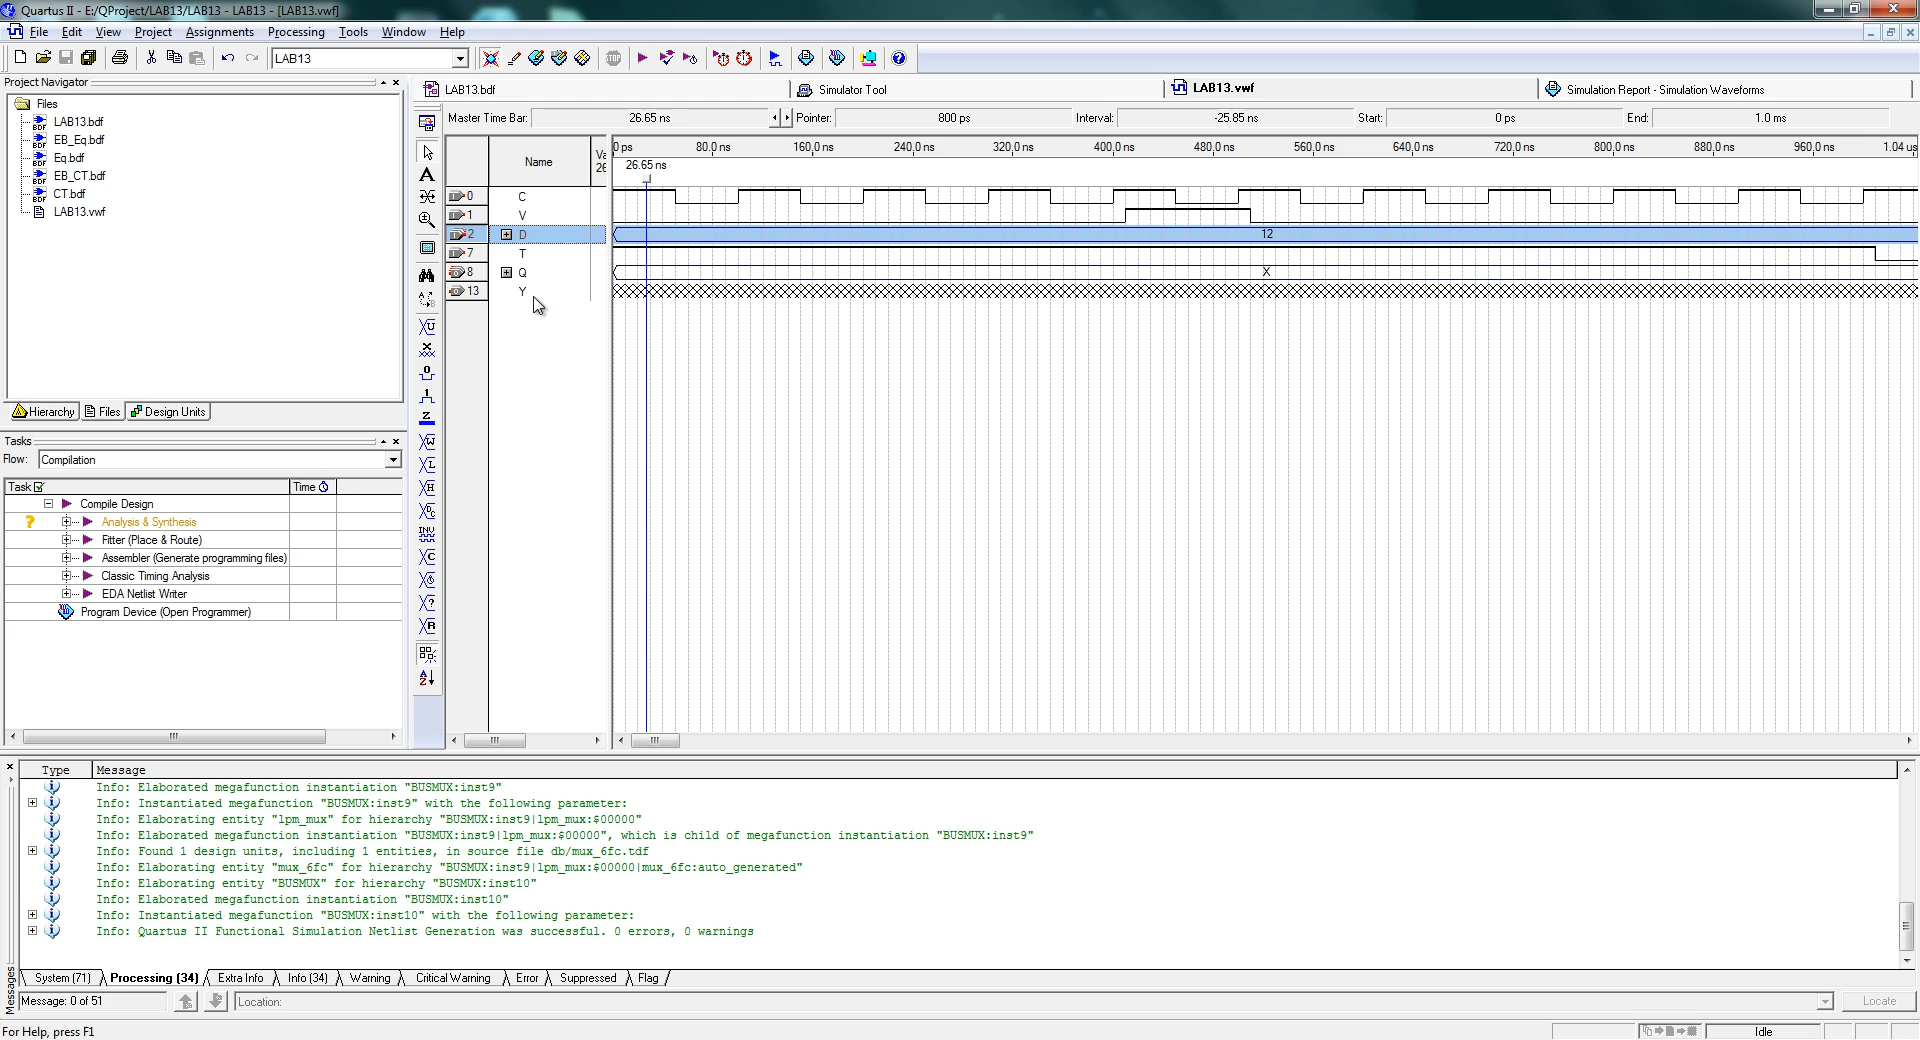 Quartus II - E:/QProject/LAB13/LAB13 - LAB13 - [LAB13.vwf]
File Edit View Project Assignments Processing Tools Window Help
LAB13
Project Navigator
Files
LAB13.bdf
EB_Eq.bdf
Eq.bdf
EB_CT.bdf
CT.bdf
LAB13.vwf
Hierarchy Files Design Units
Tasks
Flow: Compilation
Task Time
Compile Design
Analysis & Synthesis
Fitter (Place & Route)
Assembler (Generate programming files)
Classic Timing Analysis
EDA Netlist Writer
Program Device (Open Programmer)
LAB13.bdf Simulator Tool LAB13.vwf Simulation Report - Simulation Waveforms
Master Time Bar: 26.65 ns Pointer: 800 ps Interval: -25.85 ns Start: 0 ps End: 1.0 ms
Name
0 ps 80.0 ns 160.0 ns 240.0 ns 320.0 ns 400.0 ns 480.0 ns 560.0 ns 640.0 ns 720.0 ns 800.0 ns 880.0 ns 960.0 ns 1.04 us
26.65 ns
0 C
1 V
2 D 12
7 T
8 Q X
13 Y
Type Message
Info: Elaborated megafunction instantiation "BUSMUX:inst9"
Info: Instantiated megafunction "BUSMUX:inst9" with the following parameter:
Info: Elaborating entity "lpm_mux" for hierarchy "BUSMUX:inst9|lpm_mux:$00000"
Info: Elaborated megafunction instantiation "BUSMUX:inst9|lpm_mux:$00000", which is child of megafunction instantiation "BUSMUX:inst9"
Info: Found 1 design units, including 1 entities, in source file db/mux_6fc.tdf
Info: Elaborating entity "mux_6fc" for hierarchy "BUSMUX:inst9|lpm_mux:$00000|mux_6fc:auto_generated"
Info: Elaborating entity "BUSMUX" for hierarchy "BUSMUX:inst10"
Info: Elaborated megafunction instantiation "BUSMUX:inst10"
Info: Instantiated megafunction "BUSMUX:inst10" with the following parameter:
Info: Quartus II Functional Simulation Netlist Generation was successful. 0 errors, 0 warnings
System (71) Processing (34) Extra Info Info (34) Warning Critical Warning Error Suppressed Flag
Messages
Message: 0 of 51 Location: Locate
For Help, press F1 Idle